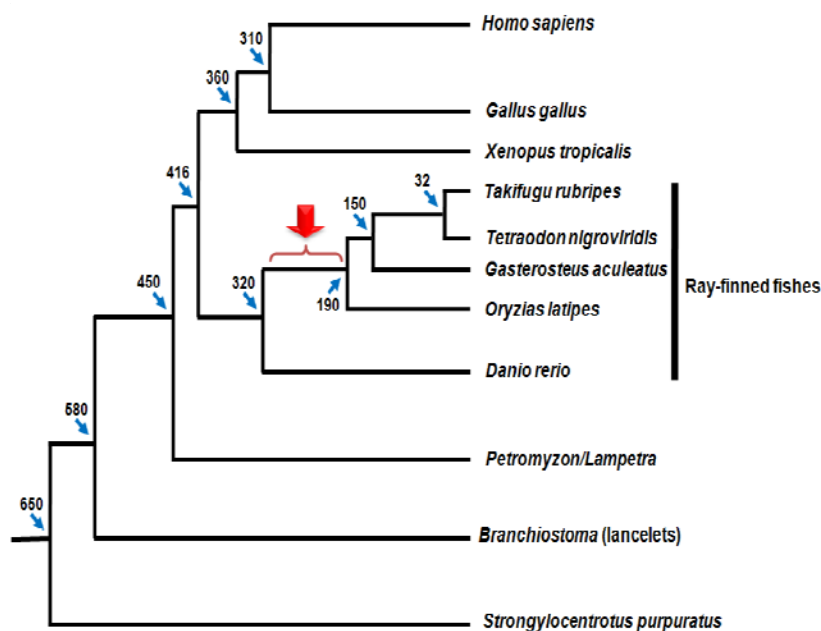 Homo sapiens
310
360
Gallus gallus
Xenopus tropicalis
416
32
Takifugu rubripes
150
Tetraodon nigroviridis
Gasterosteus aculeatus
450
320
190
Ray-finned fishes
Oryzias latipes
Danio rerio
580
Petromyzon/Lampetra
650
Branchiostoma (lancelets)
Strongylocentrotus purpuratus